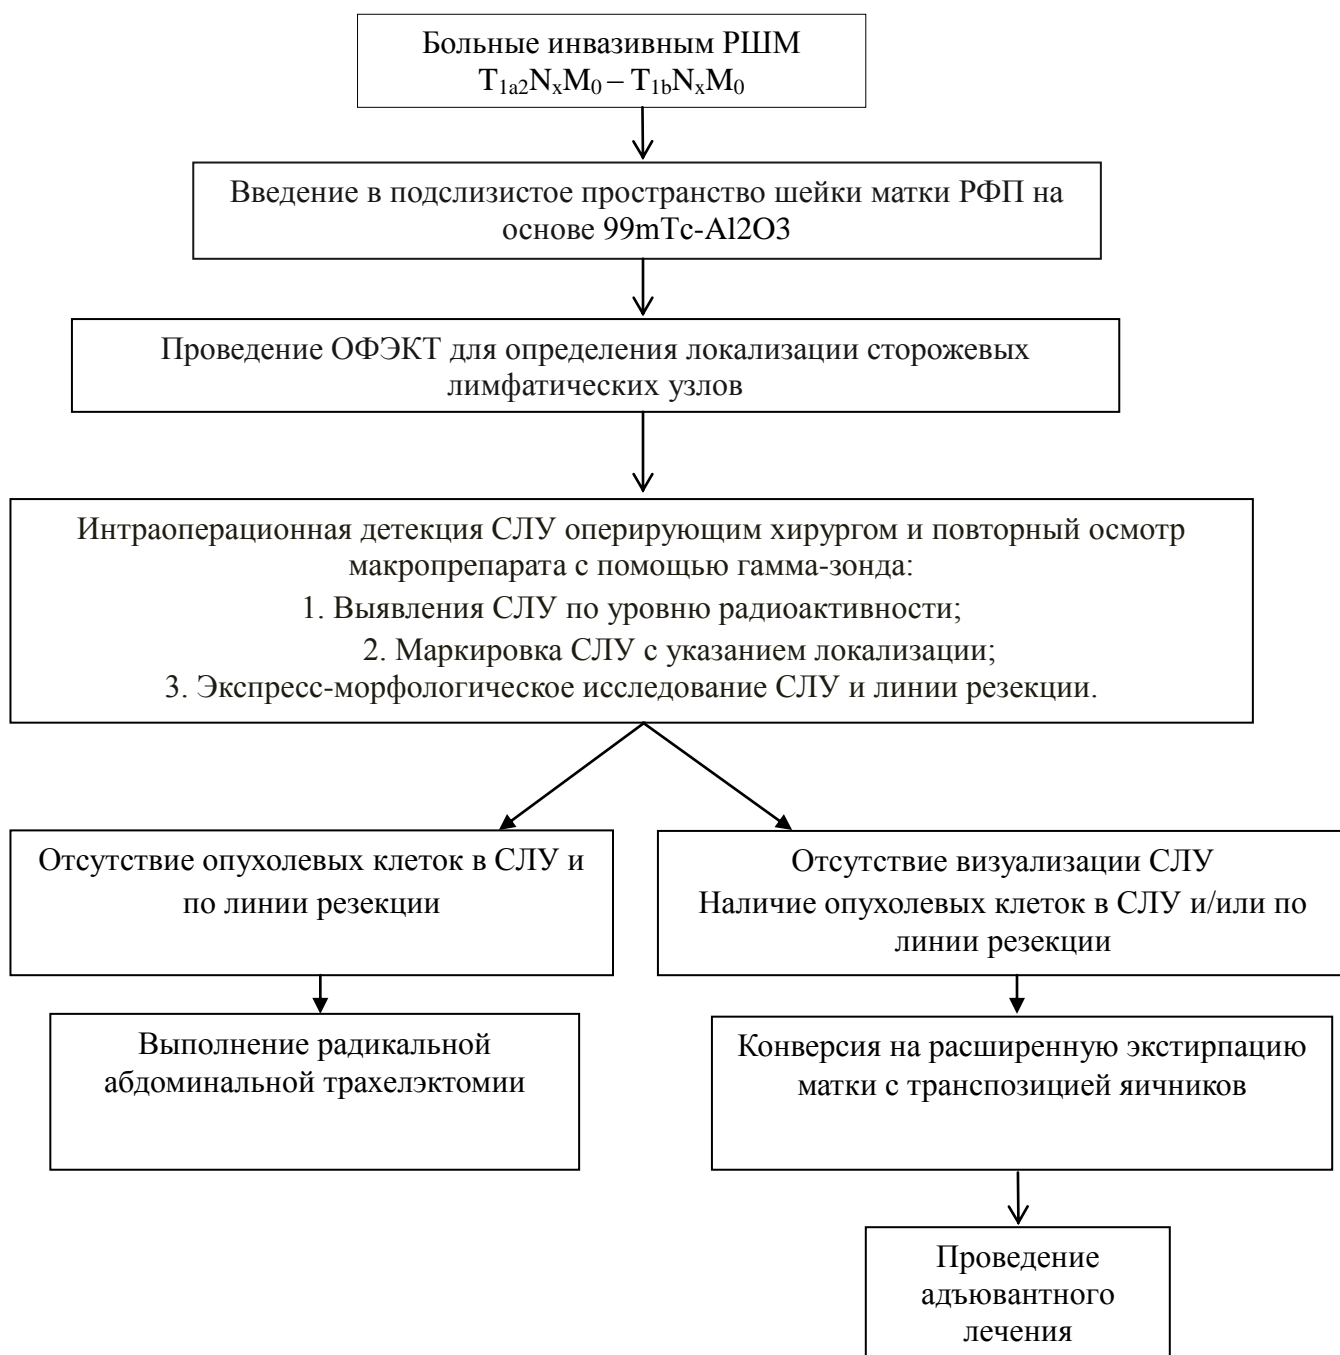 Больные инвазивным РШМ
T1a2NxM0 – T1bNxM0
Введение в подслизистое пространство шейки матки РФП на
основе 99mTc-Al2O3
Проведение ОФЭКТ для определения локализации сторожевых
лимфатических узлов
Интраоперационная детекция СЛУ оперирующим хирургом и повторный осмотр
макропрепарата с помощью гамма-зонда:
1. Выявления СЛУ по уровню радиоактивности;
2. Маркировка СЛУ с указанием локализации;
3. Экспресс-морфологическое исследование СЛУ и линии резекции.
Отсутствие опухолевых клеток в СЛУ и
по линии резекции
Отсутствие визуализации СЛУ
Наличие опухолевых клеток в СЛУ и/или по
линии резекции
Выполнение радикальной
абдоминальной трахелэктомии
Конверсия на расширенную экстирпацию
матки с транспозицией яичников
Проведение
адъювантного
лечения